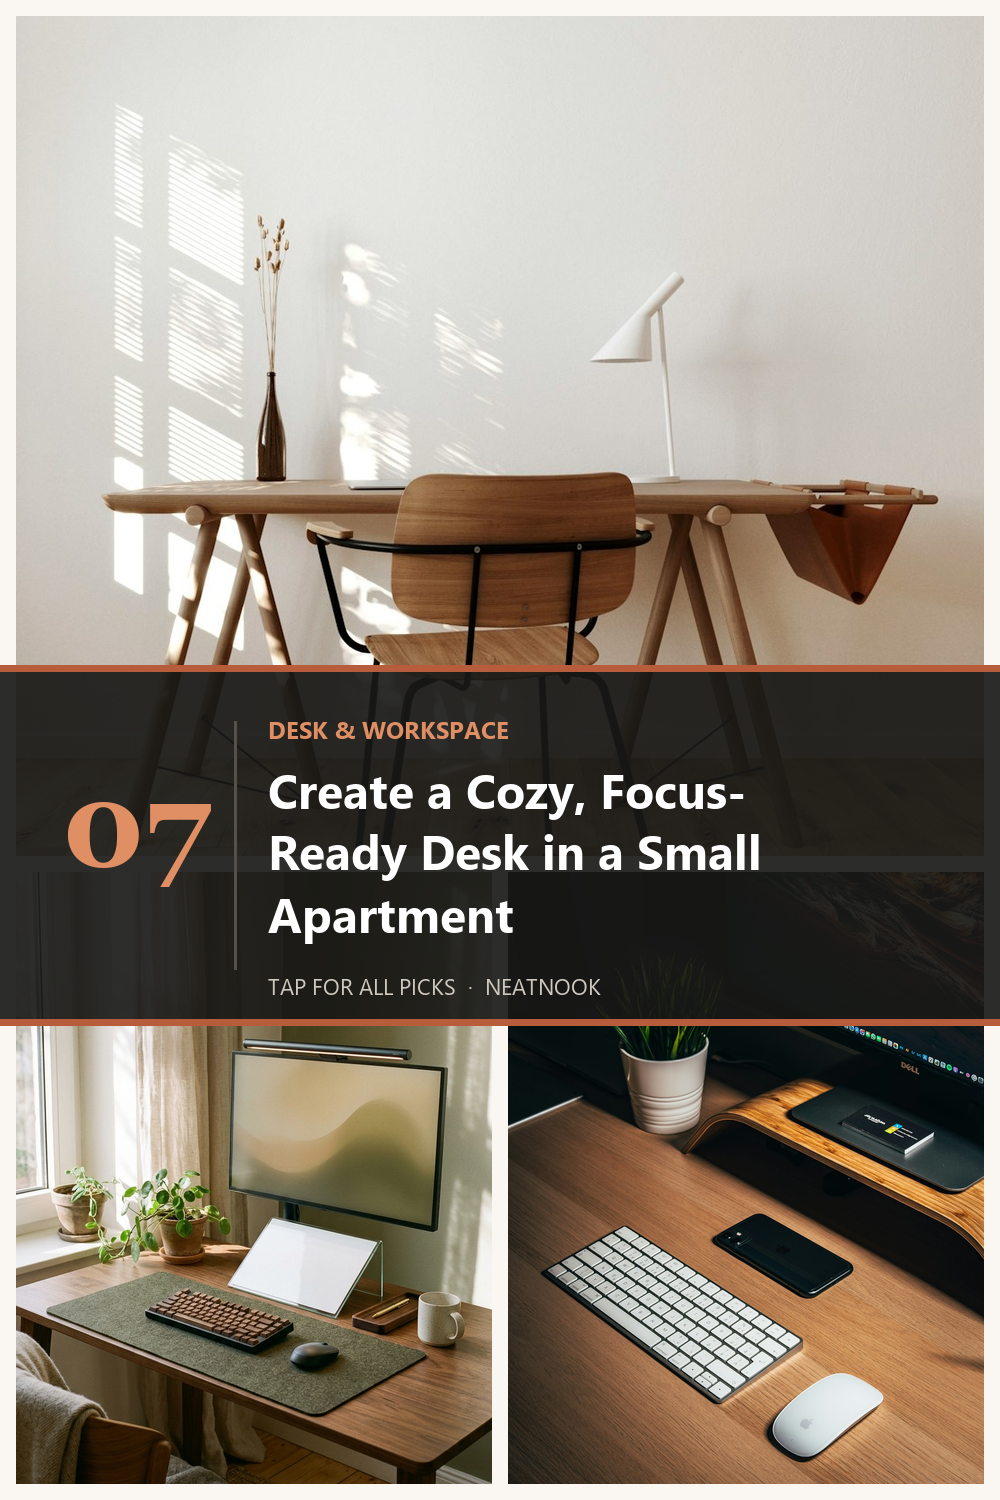 DESK & WORKSPACE
07
Create a Cozy, Focus-
Ready Desk in a Small
Apartment
TAP FOR ALL PICKS · NEATNOOK
DELL